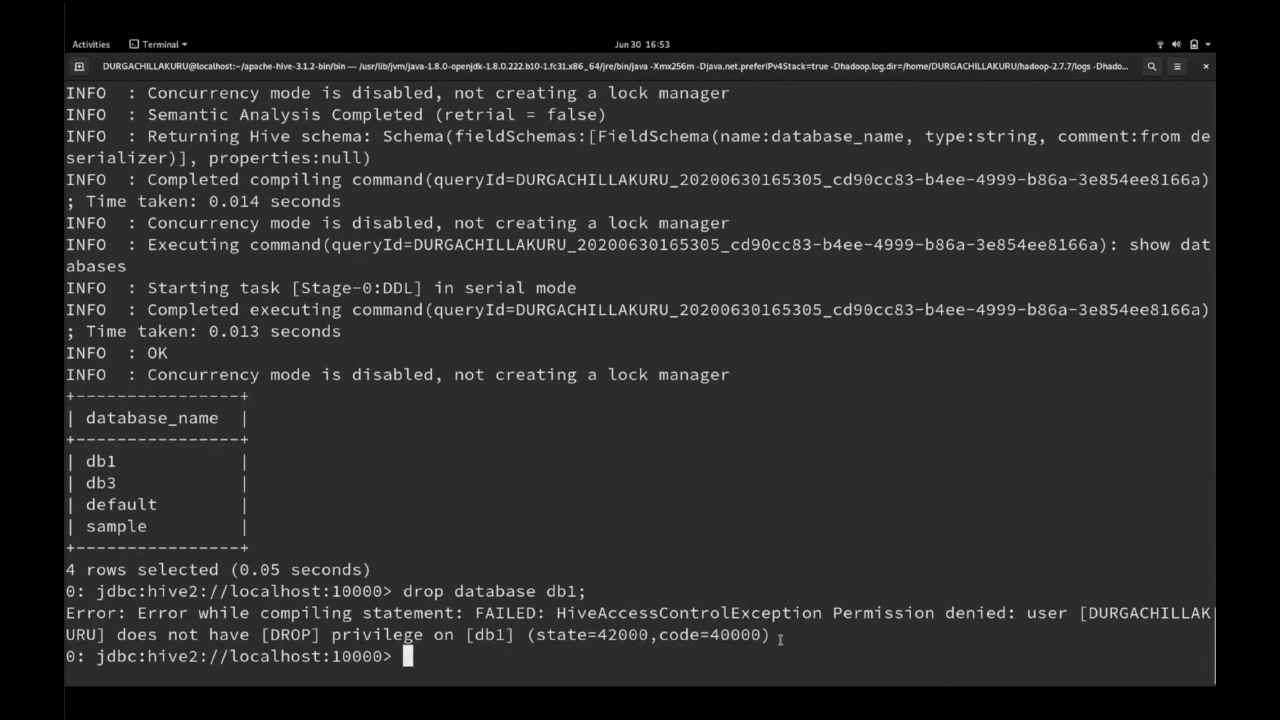 Activities Terminal Jun 30 16:53
DURGACHILLAKURU@localhost:~/apache-hive-3.1.2-bin/bin — /usr/lib/jvm/java-1.8.0-openjdk-1.8.0.222.b10-1.fc31.x86_64/jre/bin/java -Xmx256m -Djava.net.preferIPv4Stack=true -Dhadoop.log.dir=/home/DURGACHILLAKURU/hadoop-2.7.7/logs -Dhado...
INFO  : Concurrency mode is disabled, not creating a lock manager
INFO  : Semantic Analysis Completed (retrial = false)
INFO  : Returning Hive schema: Schema(fieldSchemas:[FieldSchema(name:database_name, type:string, comment:from de
serializer)], properties:null)
INFO  : Completed compiling command(queryId=DURGACHILLAKURU_20200630165305_cd90cc83-b4ee-4999-b86a-3e854ee8166a)
; Time taken: 0.014 seconds
INFO  : Concurrency mode is disabled, not creating a lock manager
INFO  : Executing command(queryId=DURGACHILLAKURU_20200630165305_cd90cc83-b4ee-4999-b86a-3e854ee8166a): show dat
abases
INFO  : Starting task [Stage-0:DDL] in serial mode
INFO  : Completed executing command(queryId=DURGACHILLAKURU_20200630165305_cd90cc83-b4ee-4999-b86a-3e854ee8166a)
; Time taken: 0.013 seconds
INFO  : OK
INFO  : Concurrency mode is disabled, not creating a lock manager
+----------------+
| database_name  |
+----------------+
| db1            |
| db3            |
| default        |
| sample         |
+----------------+
4 rows selected (0.05 seconds)
0: jdbc:hive2://localhost:10000> drop database db1;
Error: Error while compiling statement: FAILED: HiveAccessControlException Permission denied: user [DURGACHILLAK
URU] does not have [DROP] privilege on [db1] (state=42000,code=40000)
0: jdbc:hive2://localhost:10000>